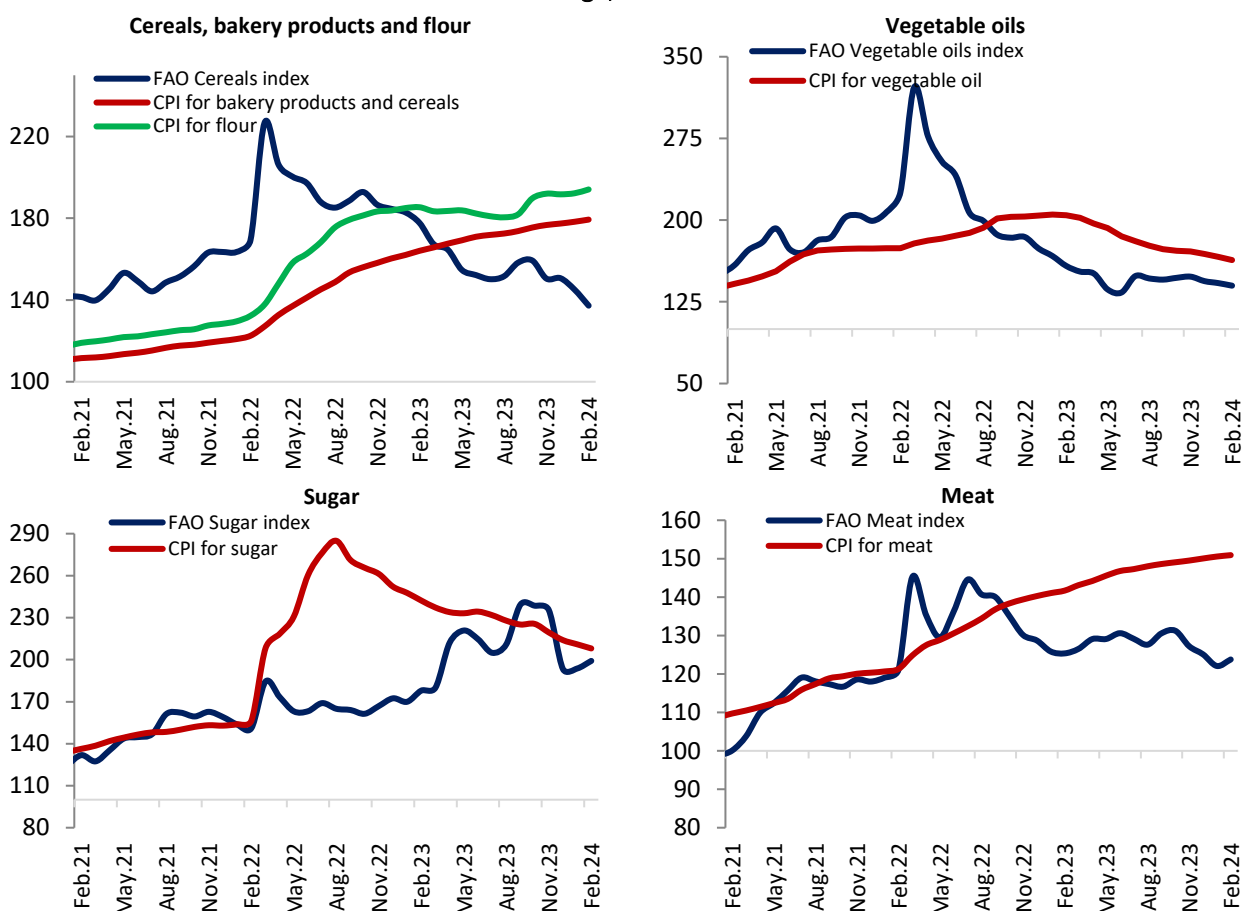 Cereals, bakery products and flour
FAO Cereals index
CPI for bakery products and cereals
CPI for flour
220
180
140
100
Feb.21
May.21
Aug.21
Nov.21
Feb.22
May.22
Aug.22
Nov.22
Feb.23
May.23
Aug.23
Nov.23
Feb.24
Vegetable oils
FAO Vegetable oils index
CPI for vegetable oil
350
275
200
125
50
Feb.21
May.21
Aug.21
Nov.21
Feb.22
May.22
Aug.22
Nov.22
Feb.23
May.23
Aug.23
Nov.23
Feb.24
Sugar
FAO Sugar index
CPI for sugar
290
260
230
200
170
140
110
80
Feb.21
May.21
Aug.21
Nov.21
Feb.22
May.22
Aug.22
Nov.22
Feb.23
May.23
Aug.23
Nov.23
Feb.24
Meat
FAO Meat index
CPI for meat
160
150
140
130
120
110
100
90
80
Feb.21
May.21
Aug.21
Nov.21
Feb.22
May.22
Aug.22
Nov.22
Feb.23
May.23
Aug.23
Nov.23
Feb.24